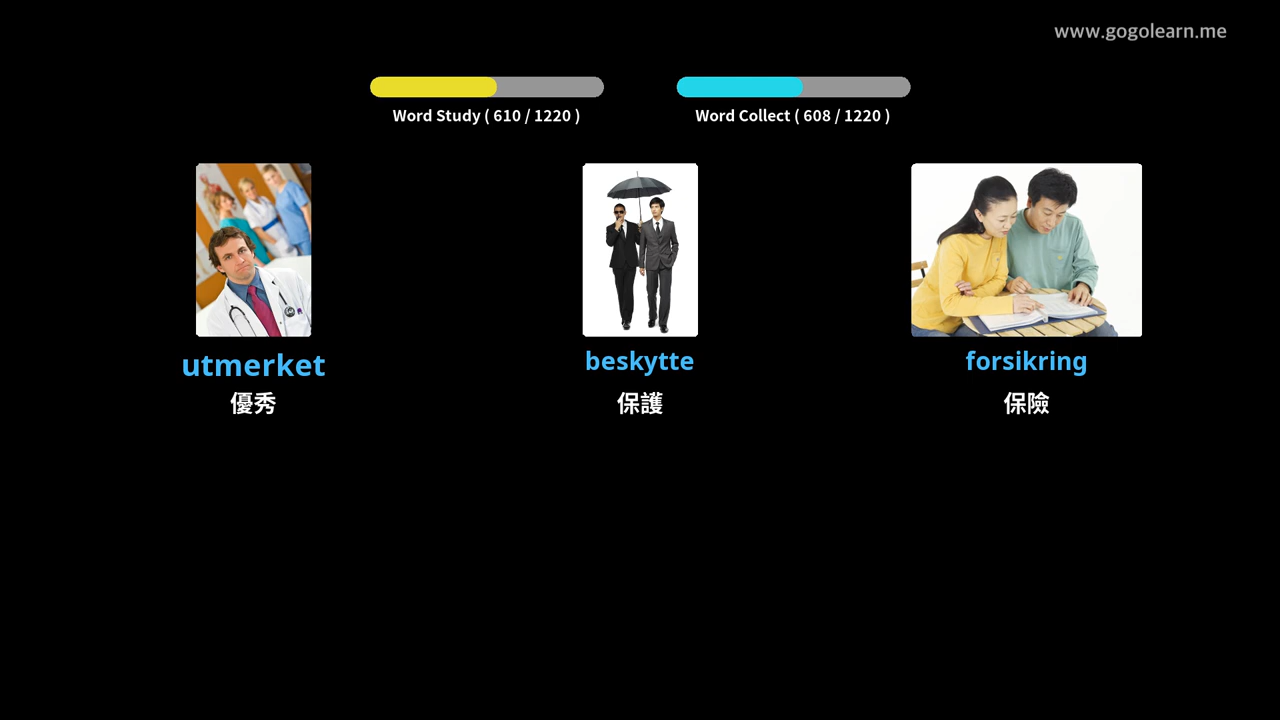 www.gogolearn.me
Word Study ( 610 / 1220 )
Word Collect ( 608 / 1220 )
utmerket
beskytte
forsikring
優秀
保護
保險